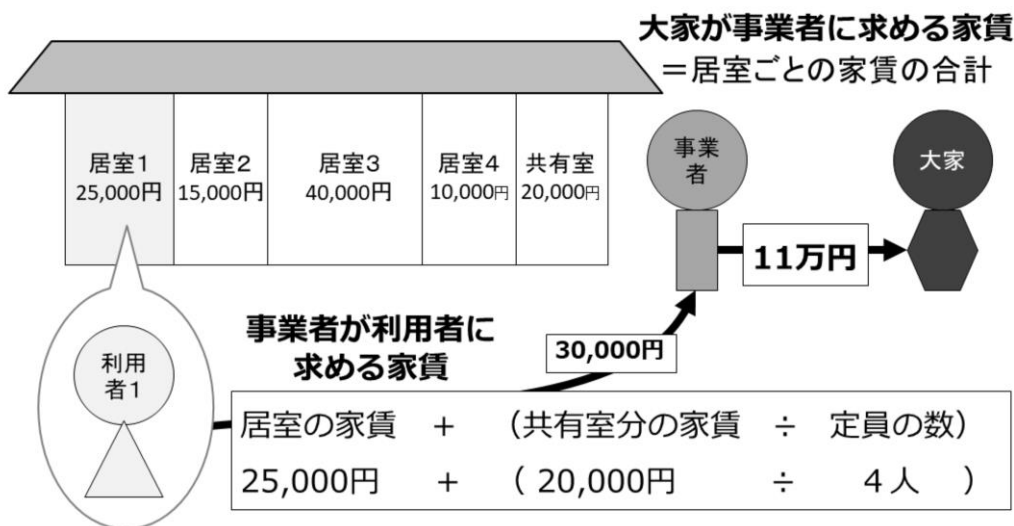 大家が事業者に求める家賃
＝居室ごとの家賃の合計
居室1
25,000円
居室2
15,000円
居室3
40,000円
居室4
10,000円
共有室
20,000円
事業
者
大家
11万円
事業者が利用者に
求める家賃
30,000円
利用
者1
居室の家賃 ＋ （共有室分の家賃 ÷ 定員の数）
25,000円 ＋ （ 20,000円 ÷ 4人 ）